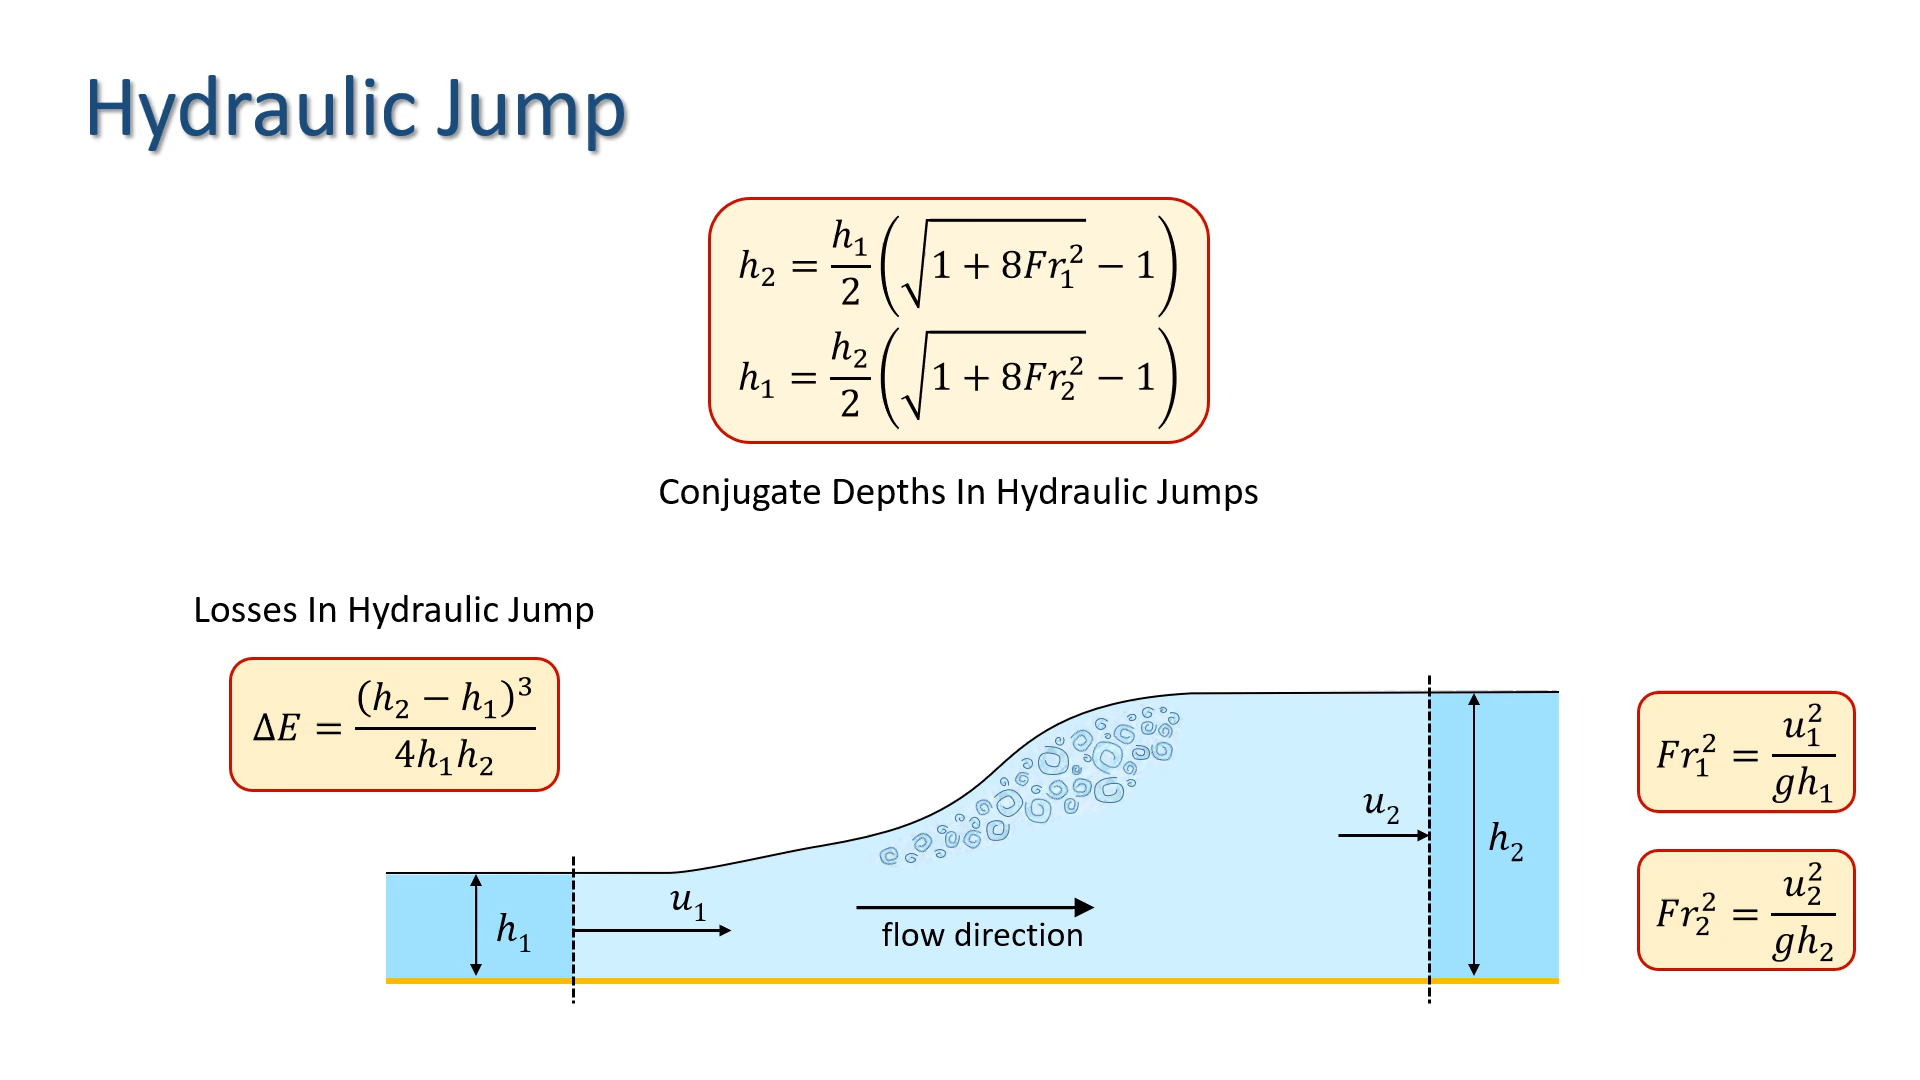 Hydraulic Jump
h₂ = h₁/2 (√(1 + 8Fr₁²) − 1)
h₁ = h₂/2 (√(1 + 8Fr₂²) − 1)
Conjugate Depths In Hydraulic Jumps
Losses In Hydraulic Jump
ΔE = (h₂ − h₁)³/4h₁h₂
h₁
u₁
flow direction
u₂
h₂
Fr₁² = u₁²/gh₁
Fr₂² = u₂²/gh₂